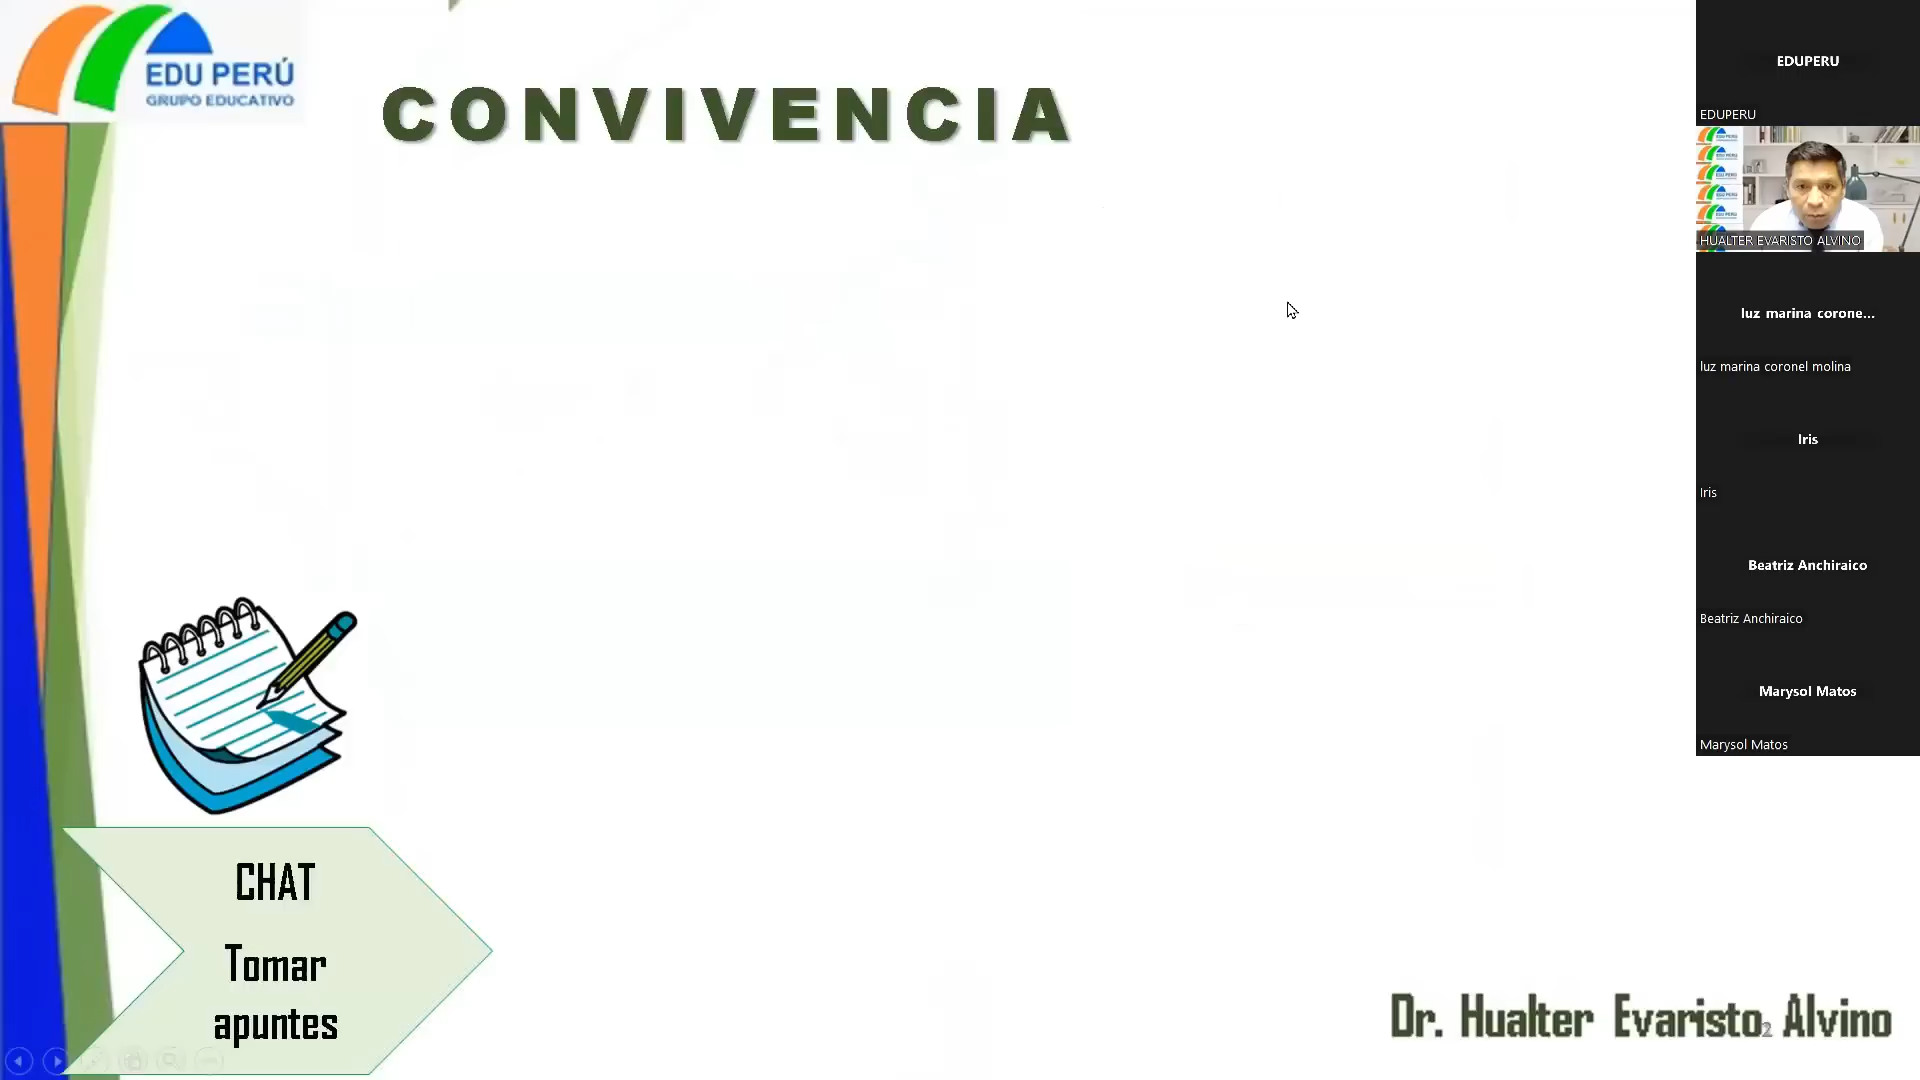 EDU PERÚ
GRUPO EDUCATIVO
CONVIVENCIA
CHAT
Tomar
apuntes
Dr. Hualter Evaristo Alvino
2
EDUPERU
EDUPERU
HUALTER EVARISTO ALVINO
luz marina corone...
luz marina coronel molina
Iris
Iris
Beatriz Anchiraico
Beatriz Anchiraico
Marysol Matos
Marysol Matos